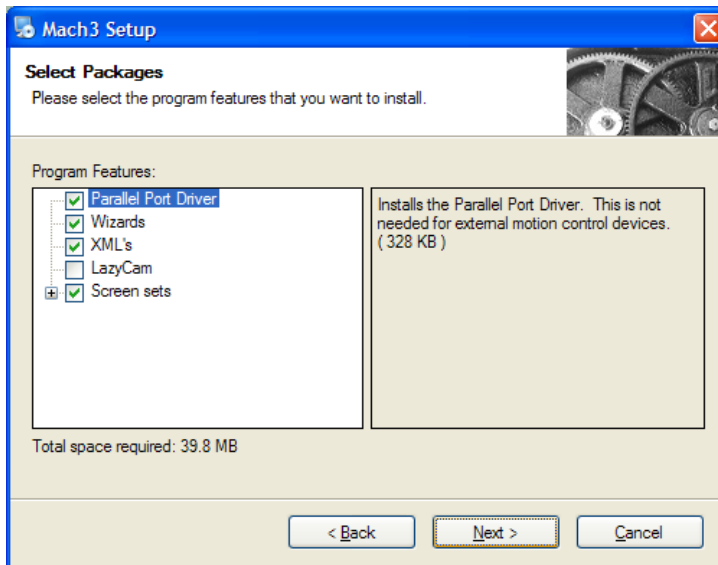 Mach3 Setup
Select Packages
Please select the program features that you want to install.
Program Features:
Parallel Port Driver
Wizards
XML's
LazyCam
Screen sets
Installs the Parallel Port Driver. This is not
needed for external motion control devices.
( 328 KB )
Total space required: 39.8 MB
< Back
Next >
Cancel